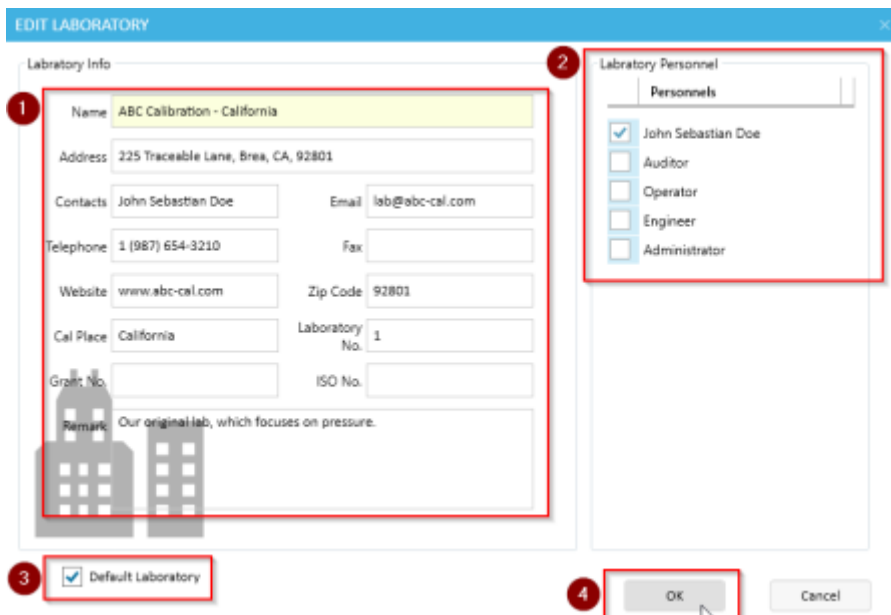 EDIT LABORATORY
Labratory Info
1
Name ABC Calibration - California
Address 225 Traceable Lane, Brea, CA, 92801
Contacts John Sebastian Doe Email lab@abc-cal.com
Telephone 1 (987) 654-3210 Fax
Website www.abc-cal.com Zip Code 92801
Cal Place California Laboratory
No. 1
Grant No. ISO No.
Remark Our original lab, which focuses on pressure.
2
Labratory Personnel
Personnels
John Sebastian Doe
Auditor
Operator
Engineer
Administrator
3
Default Laboratory
4
OK
Cancel